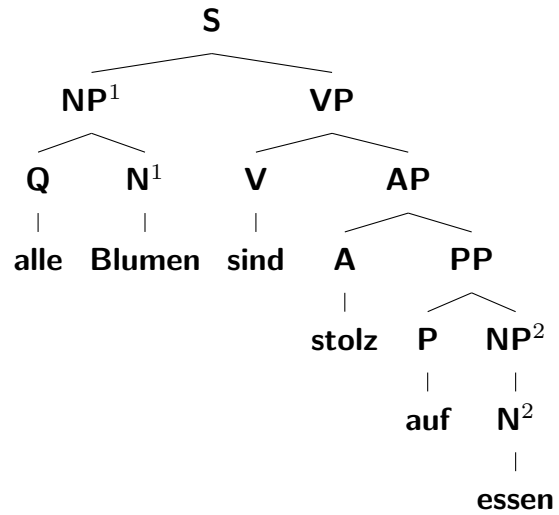 S
NP¹ VP
Q N¹ V AP
alle Blumen sind A PP
stolz P NP²
auf N²
essen